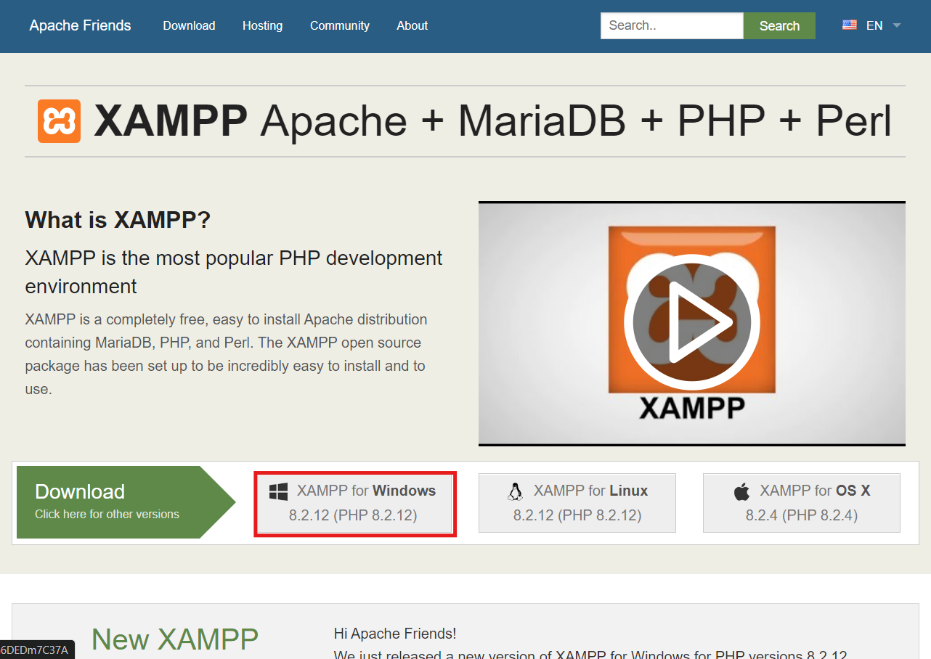 Apache Friends Download Hosting Community About Search.. Search EN
XAMPP Apache + MariaDB + PHP + Perl
What is XAMPP?
XAMPP is the most popular PHP development
environment
XAMPP is a completely free, easy to install Apache distribution
containing MariaDB, PHP, and Perl. The XAMPP open source
package has been set up to be incredibly easy to install and to
use.
XAMPP
Download
Click here for other versions
XAMPP for Windows
8.2.12 (PHP 8.2.12)
XAMPP for Linux
8.2.12 (PHP 8.2.12)
XAMPP for OS X
8.2.4 (PHP 8.2.4)
New XAMPP
Hi Apache Friends!
We just released a new version of XAMPP for Windows for PHP versions 8.2.12
6DEDm7C37A